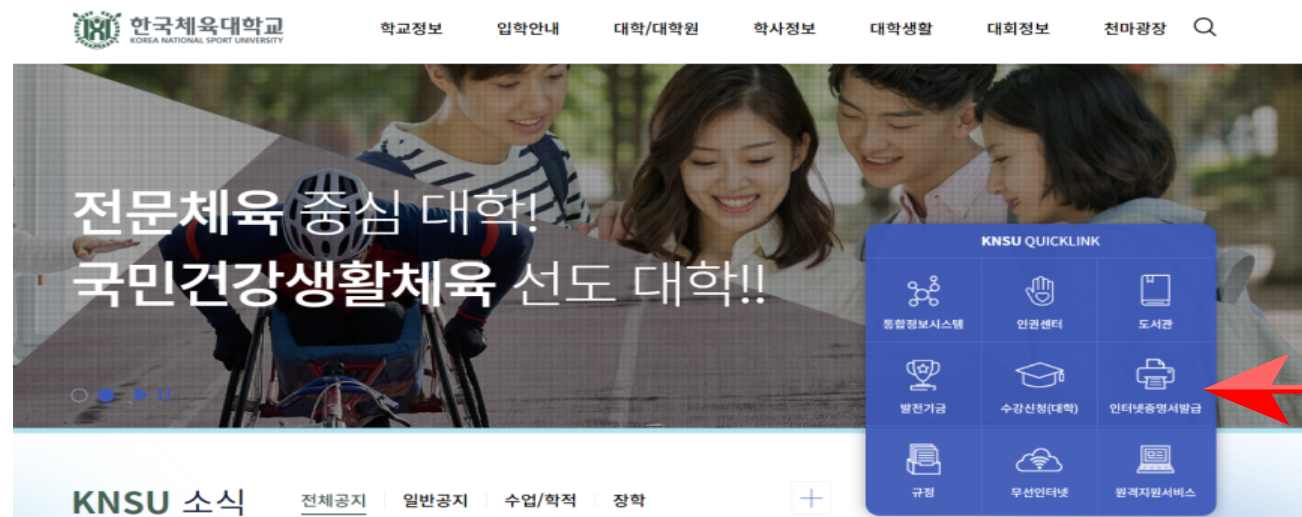 한국체육대학교
KOREA NATIONAL SPORT UNIVERSITY
학교정보 입학안내 대학/대학원 학사정보 대학생활 대회정보 천마광장
전문체육 중심 대학!
국민건강생활체육 선도 대학!!
KNSU QUICKLINK
통합정보시스템 인권센터 도서관
발전기금 수강신청(대학) 인터넷증명서발급
규정 무선인터넷 원격지원서비스
KNSU 소식 전체공지 일반공지 수업/학적 장학